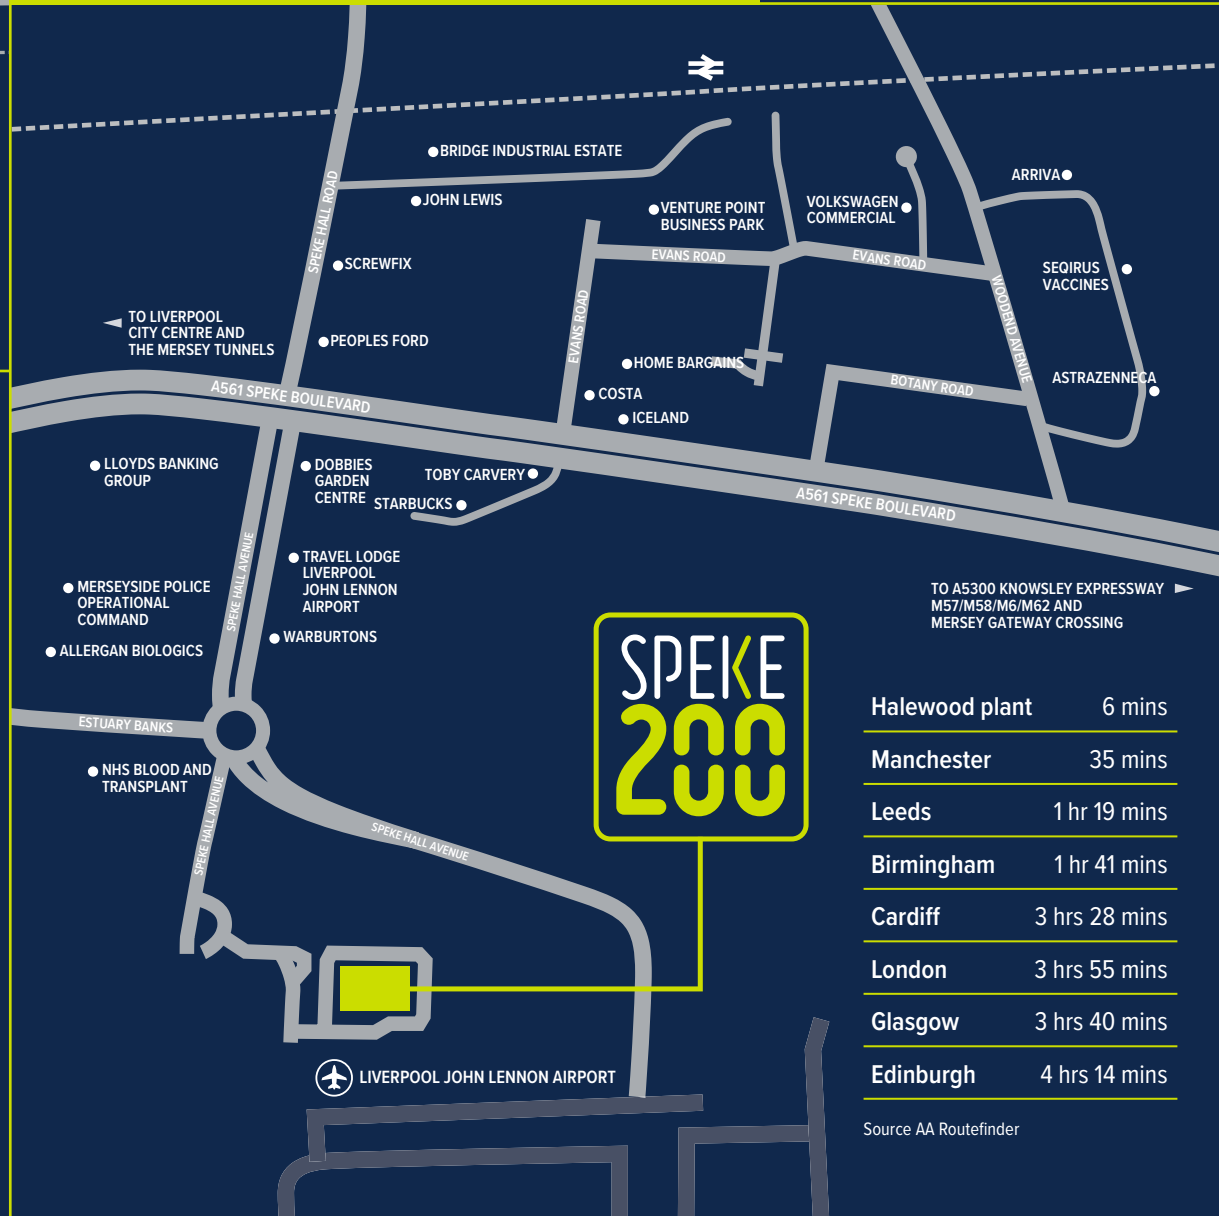 BRIDGE INDUSTRIAL ESTATE
JOHN LEWIS
SPEKE HALL ROAD
VENTURE POINT
BUSINESS PARK
VOLKSWAGEN
COMMERCIAL
ARRIVA
SCREWFIX
EVANS ROAD
EVANS ROAD
SEQIRUS
VACCINES
WOODEND AVENUE
EVANS ROAD
TO LIVERPOOL
CITY CENTRE AND
THE MERSEY TUNNELS
PEOPLES FORD
HOME BARGAINS
ASTRAZENNECA
BOTANY ROAD
A561 SPEKE BOULEVARD
COSTA
ICELAND
LLOYDS BANKING
GROUP
DOBBIES
GARDEN
CENTRE
TOBY CARVERY
STARBUCKS
A561 SPEKE BOULEVARD
SPEKE HALL AVENUE
TRAVEL LODGE
LIVERPOOL
JOHN LENNON
AIRPORT
MERSEYSIDE POLICE
OPERATIONAL
COMMAND
TO A5300 KNOWSLEY EXPRESSWAY
M57/M58/M6/M62 AND
MERSEY GATEWAY CROSSING
WARBURTONS
ALLERGAN BIOLOGICS
SPEKE
200
ESTUARY BANKS
NHS BLOOD AND
TRANSPLANT
SPEKE HALL AVENUE
SPEKE HALL AVENUE
Halewood plant 6 mins
Manchester 35 mins
Leeds 1 hr 19 mins
Birmingham 1 hr 41 mins
Cardiff 3 hrs 28 mins
London 3 hrs 55 mins
Glasgow 3 hrs 40 mins
Edinburgh 4 hrs 14 mins
Source AA Routefinder
LIVERPOOL JOHN LENNON AIRPORT